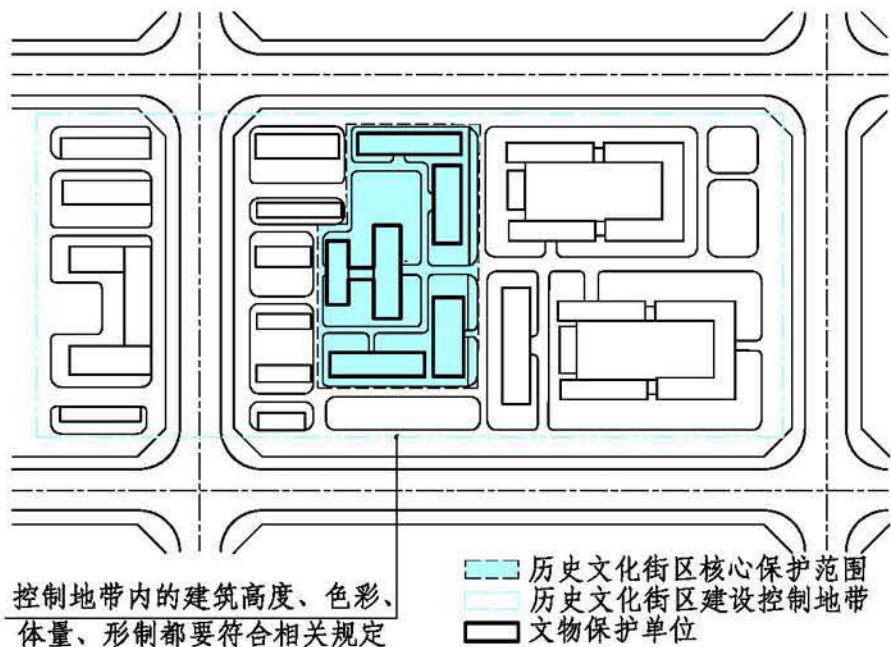 历史文化街区核心保护范围
历史文化街区建设控制地带
文物保护单位
控制地带内的建筑高度、色彩、
体量、形制都要符合相关规定